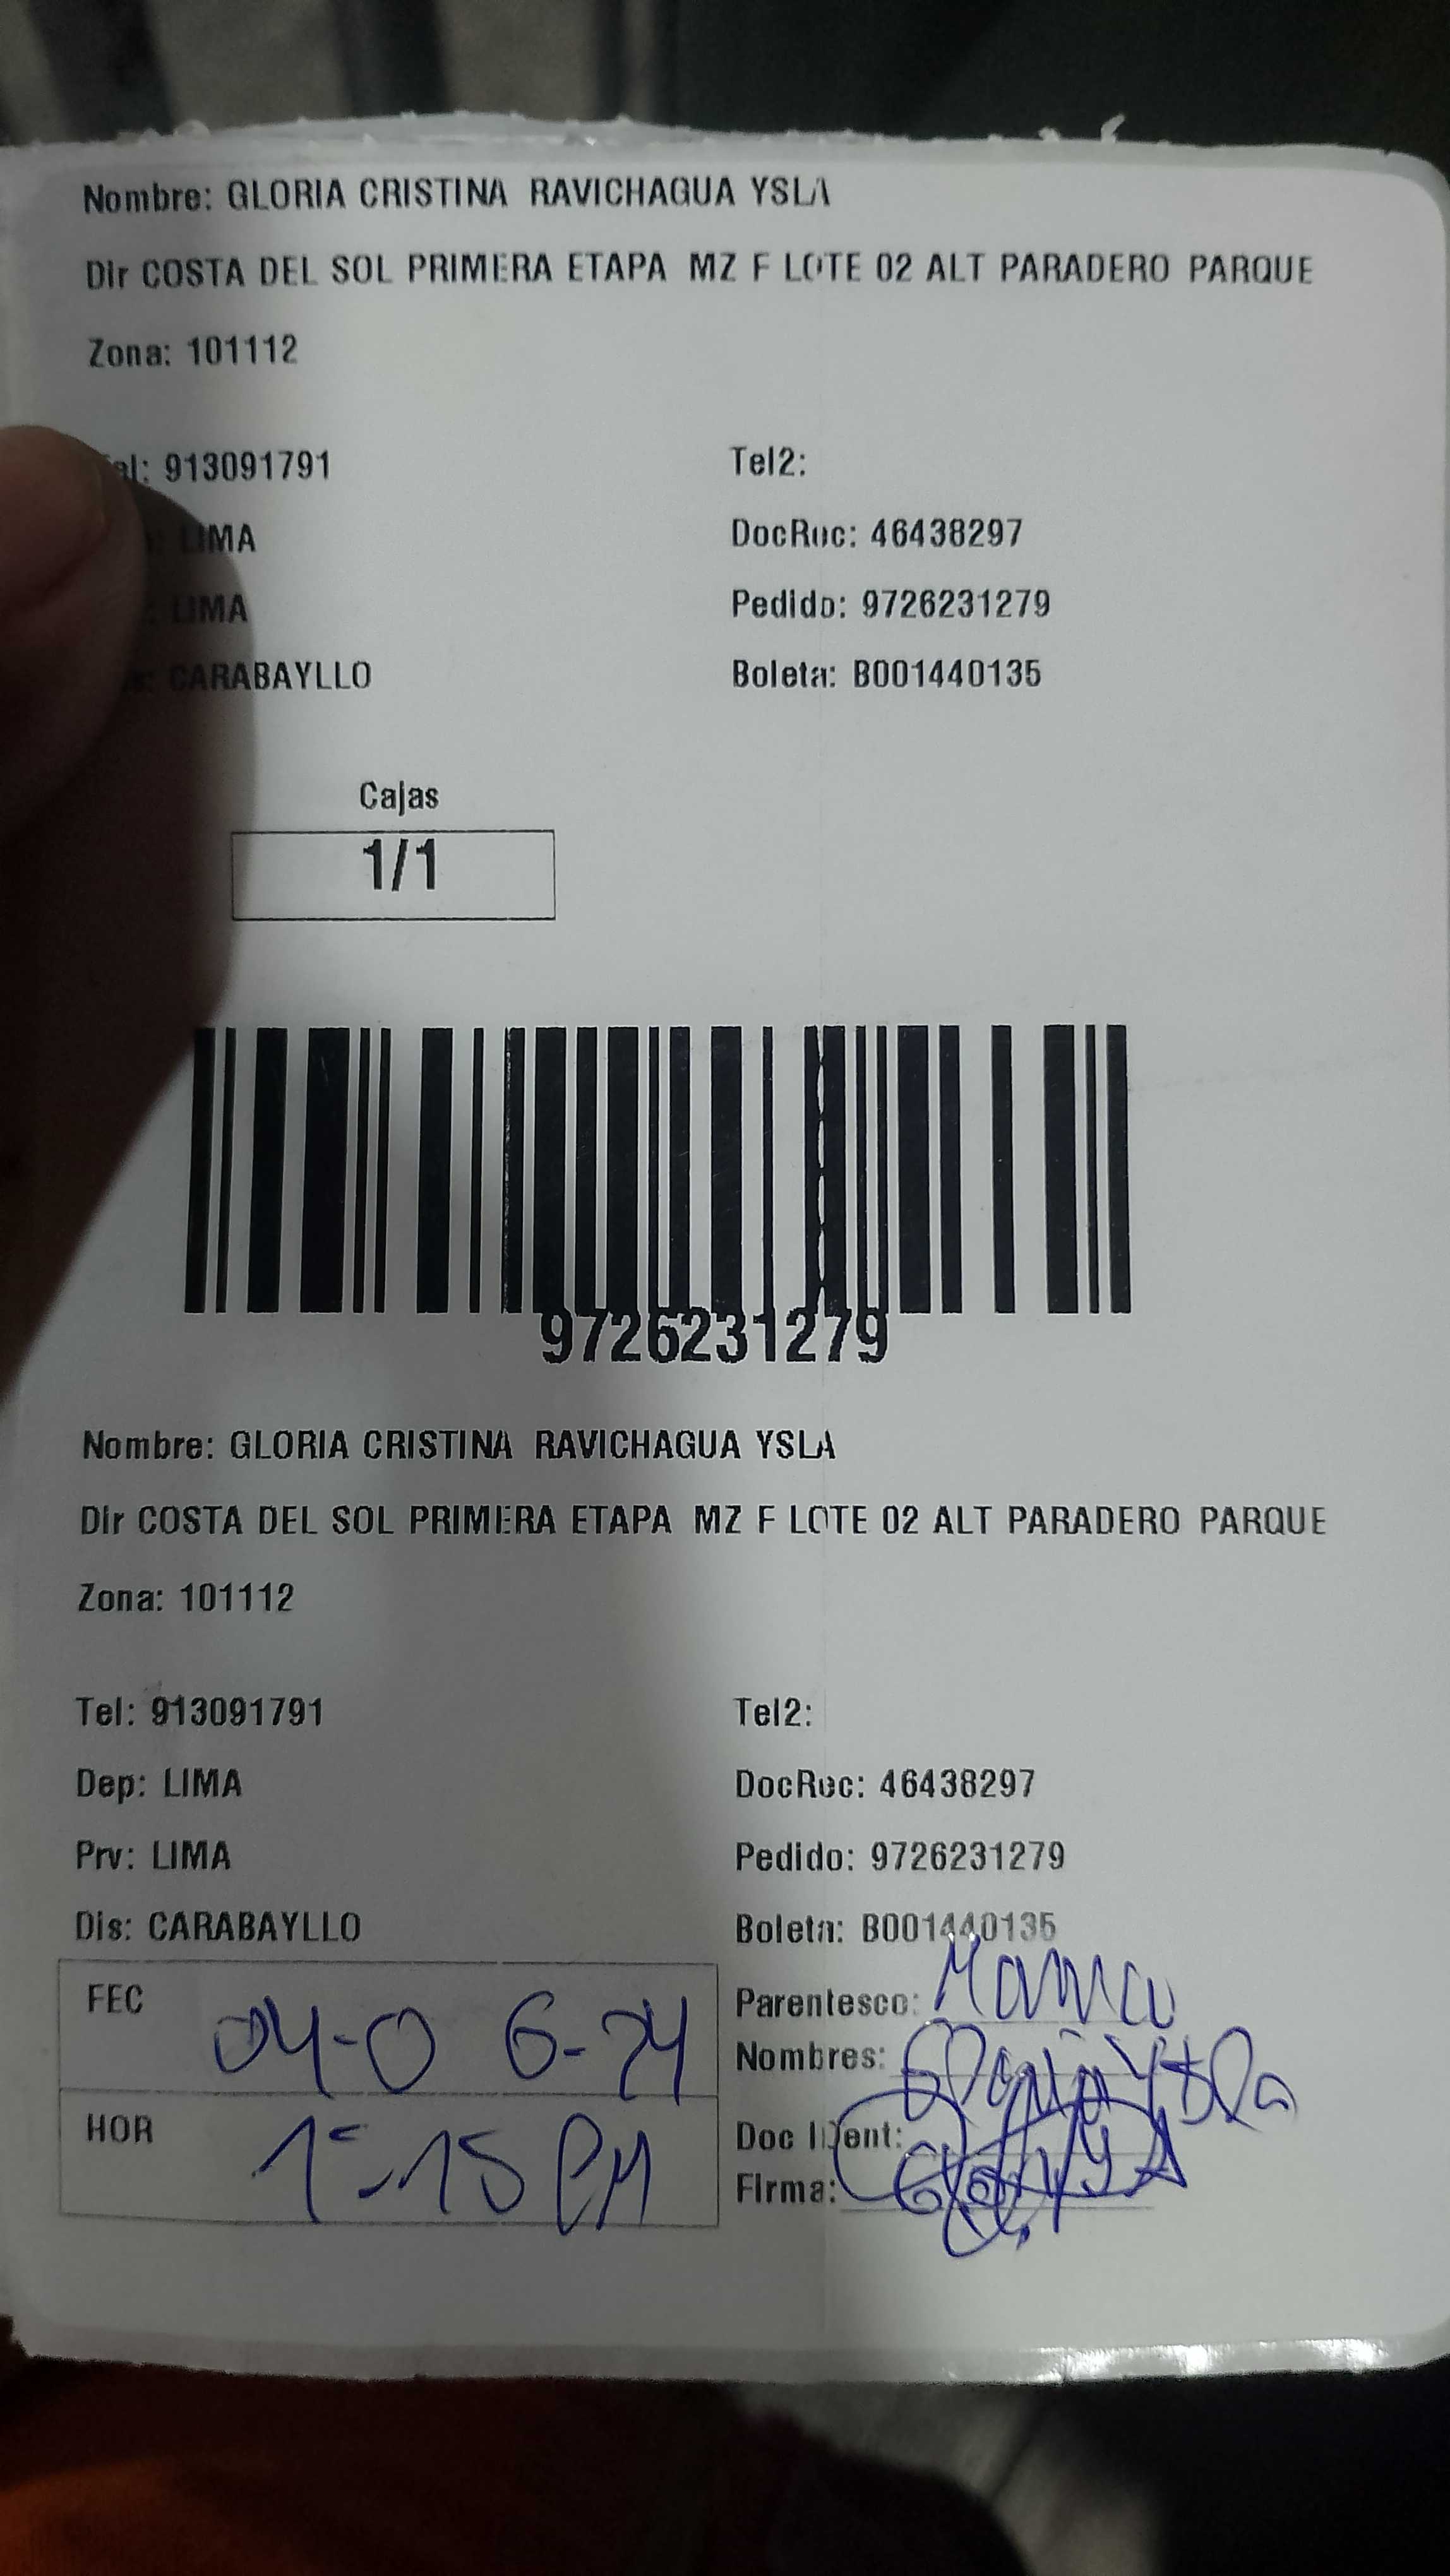 Nombre: GLORIA CRISTINA RAVICHAGUA YSLA
Dir COSTA DEL SOL PRIMERA ETAPA MZ F LOTE 02 ALT PARADERO PARQUE
Zona: 101112
913091791 Tel2:
LIMA DocRuc: 46438297
LIMA Pedido: 9726231279
CARABAYLLO Boleta: B001440135
Cajas
1/1
9726231279
Nombre: GLORIA CRISTINA RAVICHAGUA YSLA
Dir COSTA DEL SOL PRIMERA ETAPA MZ F LOTE 02 ALT PARADERO PARQUE
Zona: 101112
Tel: 913091791 Tel2:
Dep: LIMA DocRuc: 46438297
Prv: LIMA Pedido: 9726231279
Dis: CARABAYLLO Boleta: B001440135
FEC 04-06-24 Parentesco: Mama
Nombres: Ysla
HOR 1-15 PM Doc Ident:
Firma: